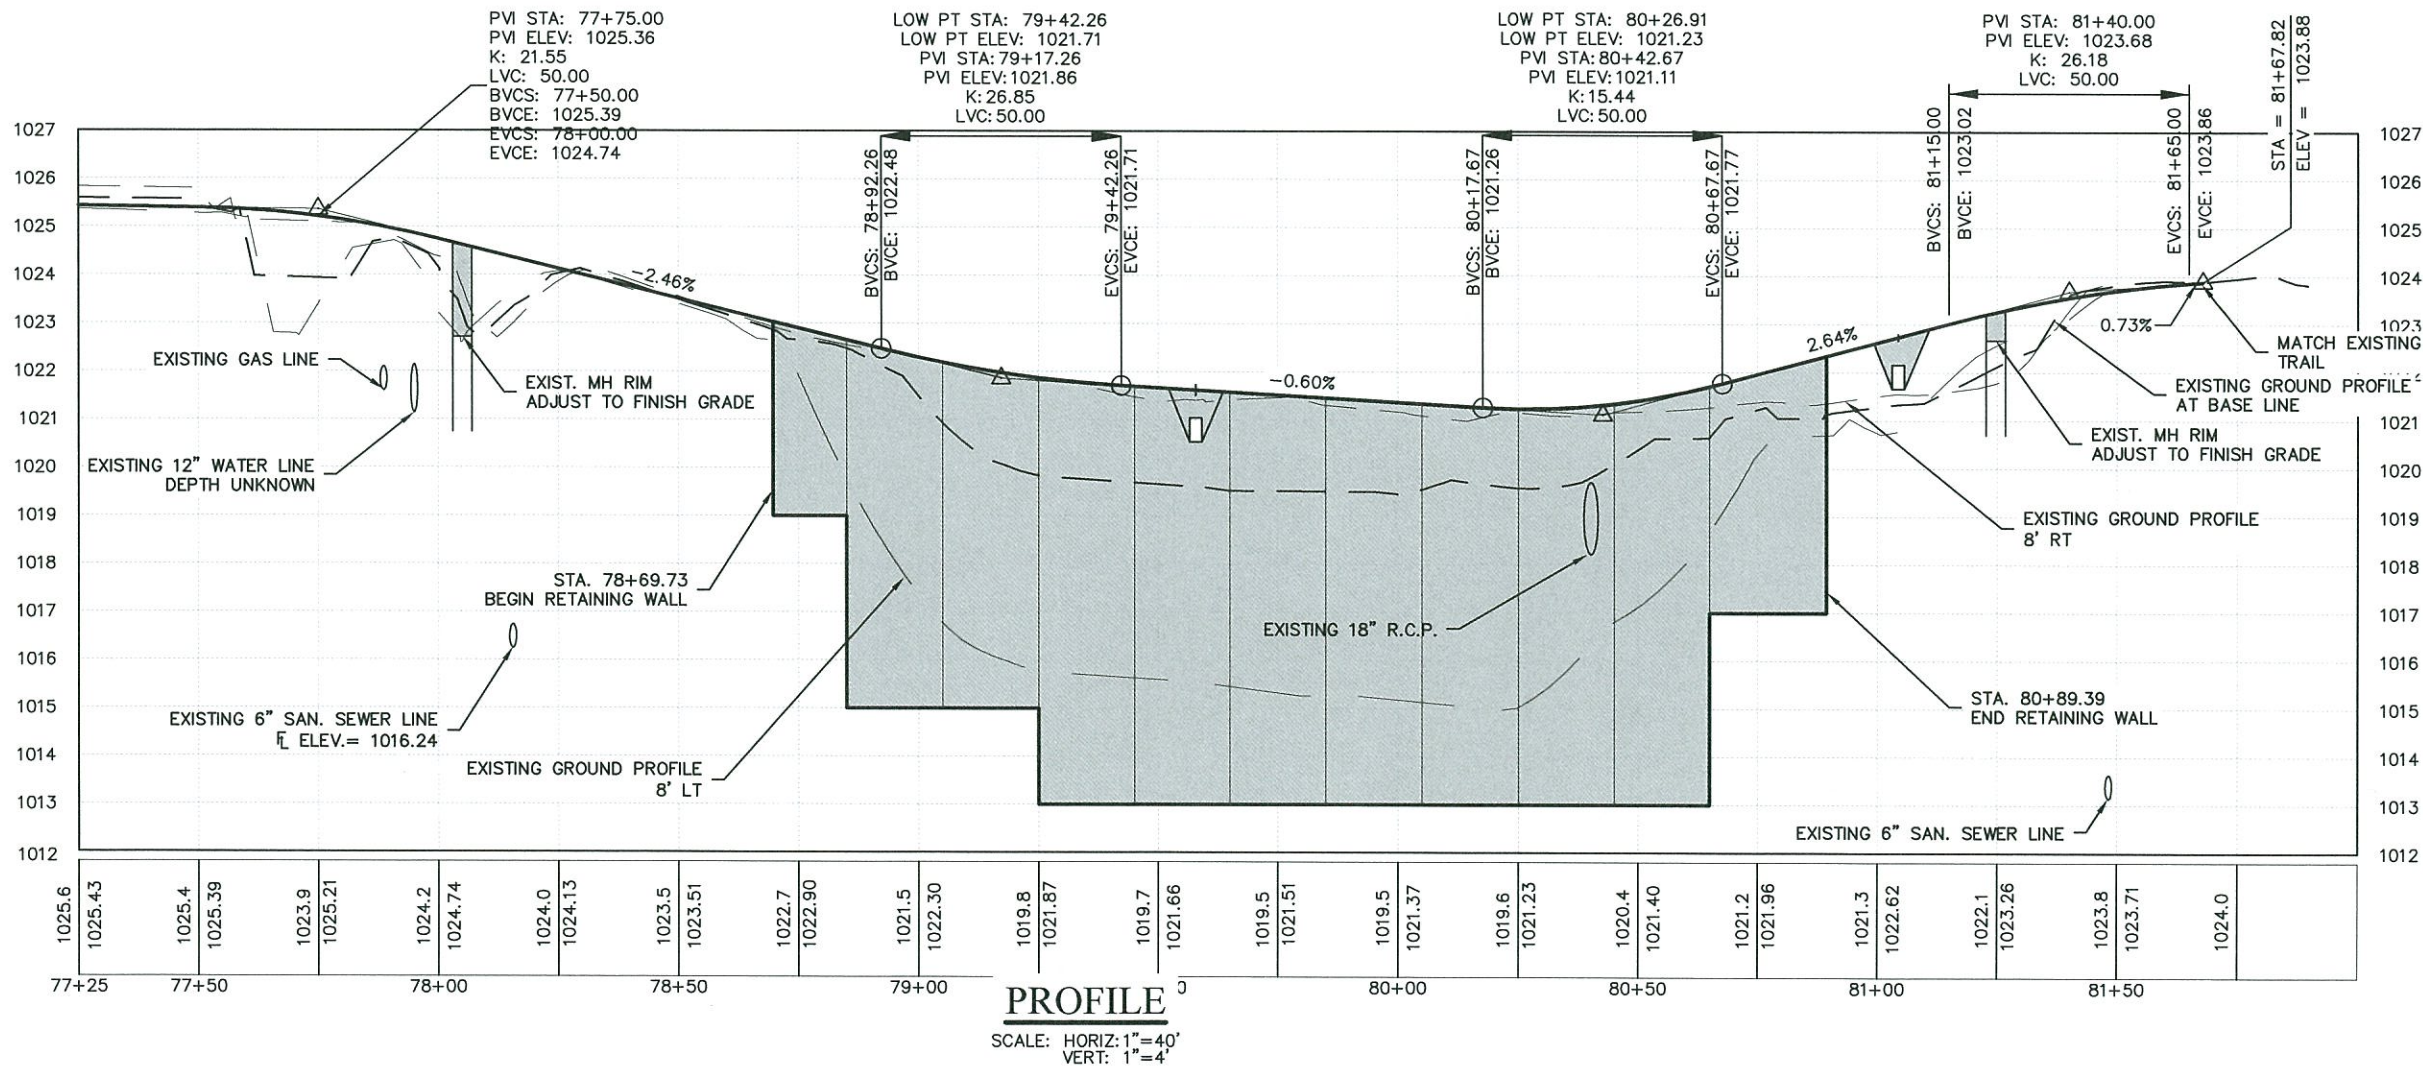 PVI STA: 77+75.00
PVI ELEV: 1025.36
K: 21.55
LVC: 50.00
BVCS: 77+50.00
BVCE: 1025.39
EVCS: 78+00.00
EVCE: 1024.74
LOW PT STA: 79+42.26
LOW PT ELEV: 1021.71
PVI STA:79+17.26
PVI ELEV:1021.86
K:26.85
LVC:50.00
LOW PT STA: 80+26.91
LOW PT ELEV: 1021.23
PVI STA:80+42.67
PVI ELEV:1021.11
K:15.44
LVC:50.00
PVI STA: 81+40.00
PVI ELEV: 1023.68
K: 26.18
LVC: 50.00
STA = 81+67.82
ELEV = 1023.88
BVCS: 78+92.26
BVCE: 1022.48
EVCS: 79+42.26
EVCE: 1021.71
BVCS: 80+17.67
BVCE: 1021.26
EVCS: 80+67.67
EVCE: 1021.77
BVCS: 81+15.00
BVCE: 1023.02
EVCS: 81+65.00
EVCE: 1023.86
1027
1026
1025
1024
1023
1022
1021
1020
1019
1018
1017
1016
1015
1014
1013
1012
1027
1026
1025
1024
1023
1021
1020
1019
1018
1017
1016
1015
1014
1013
1012
-2.46%
-0.60%
2.64%
0.73%
EXISTING GAS LINE
EXISTING 12" WATER LINE
DEPTH UNKNOWN
EXIST. MH RIM
ADJUST TO FINISH GRADE
STA. 78+69.73
BEGIN RETAINING WALL
EXISTING 6" SAN. SEWER LINE
FL ELEV.= 1016.24
EXISTING GROUND PROFILE
8' LT
EXISTING 18" R.C.P.
MATCH EXISTING
TRAIL
EXISTING GROUND PROFILE
AT BASE LINE
EXIST. MH RIM
ADJUST TO FINISH GRADE
EXISTING GROUND PROFILE
8' RT
STA. 80+89.39
END RETAINING WALL
EXISTING 6" SAN. SEWER LINE
1025.6
1025.43
1025.4
1025.39
1023.9
1025.21
1024.2
1024.74
1024.0
1024.13
1023.5
1023.51
1022.7
1022.90
1021.5
1022.30
1019.8
1021.87
1019.7
1021.66
1019.5
1021.51
1019.5
1021.37
1019.6
1021.23
1020.4
1021.40
1021.2
1021.96
1021.3
1022.62
1022.1
1023.26
1023.8
1023.71
1024.0
77+25
77+50
78+00
78+50
79+00
80+00
80+50
81+00
81+50
PROFILE
SCALE: HORIZ:1"=40'
VERT: 1"=4'